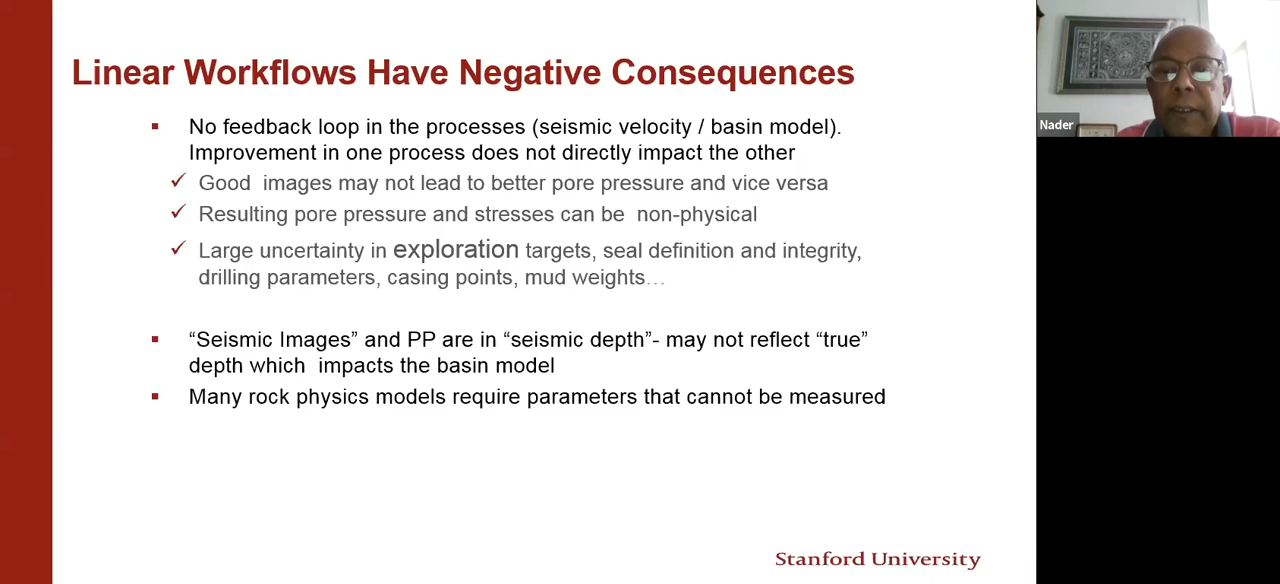 Linear Workflows Have Negative Consequences
No feedback loop in the processes (seismic velocity / basin model).
Improvement in one process does not directly impact the other
Good images may not lead to better pore pressure and vice versa
Resulting pore pressure and stresses can be non-physical
Large uncertainty in exploration targets, seal definition and integrity,
drilling parameters, casing points, mud weights…
“Seismic Images” and PP are in “seismic depth”- may not reflect “true”
depth which impacts the basin model
Many rock physics models require parameters that cannot be measured
Stanford University
Nader